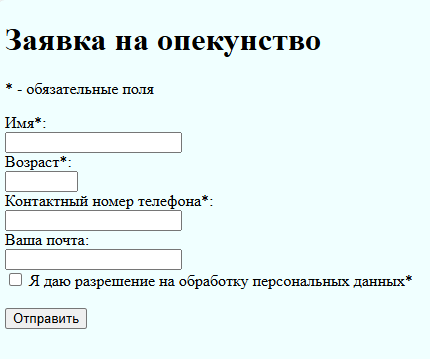 Заявка на опекунство
* - обязательные поля
Имя*:
Возраст*:
Контактный номер телефона*:
Ваша почта:
Я даю разрешение на обработку персональных данных*
Отправить